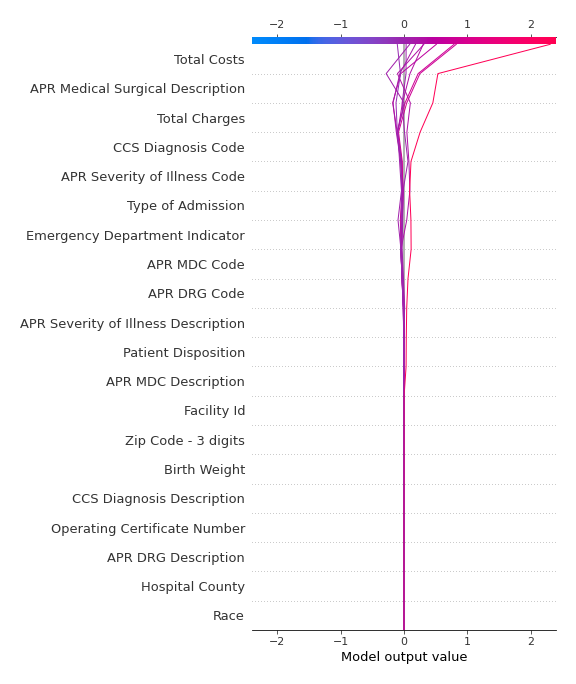 −2 −1 0 1 2
Total Costs
APR Medical Surgical Description
Total Charges
CCS Diagnosis Code
APR Severity of Illness Code
Type of Admission
Emergency Department Indicator
APR MDC Code
APR DRG Code
APR Severity of Illness Description
Patient Disposition
APR MDC Description
Facility Id
Zip Code - 3 digits
Birth Weight
CCS Diagnosis Description
Operating Certificate Number
APR DRG Description
Hospital County
Race
−2 −1 0 1 2
Model output value